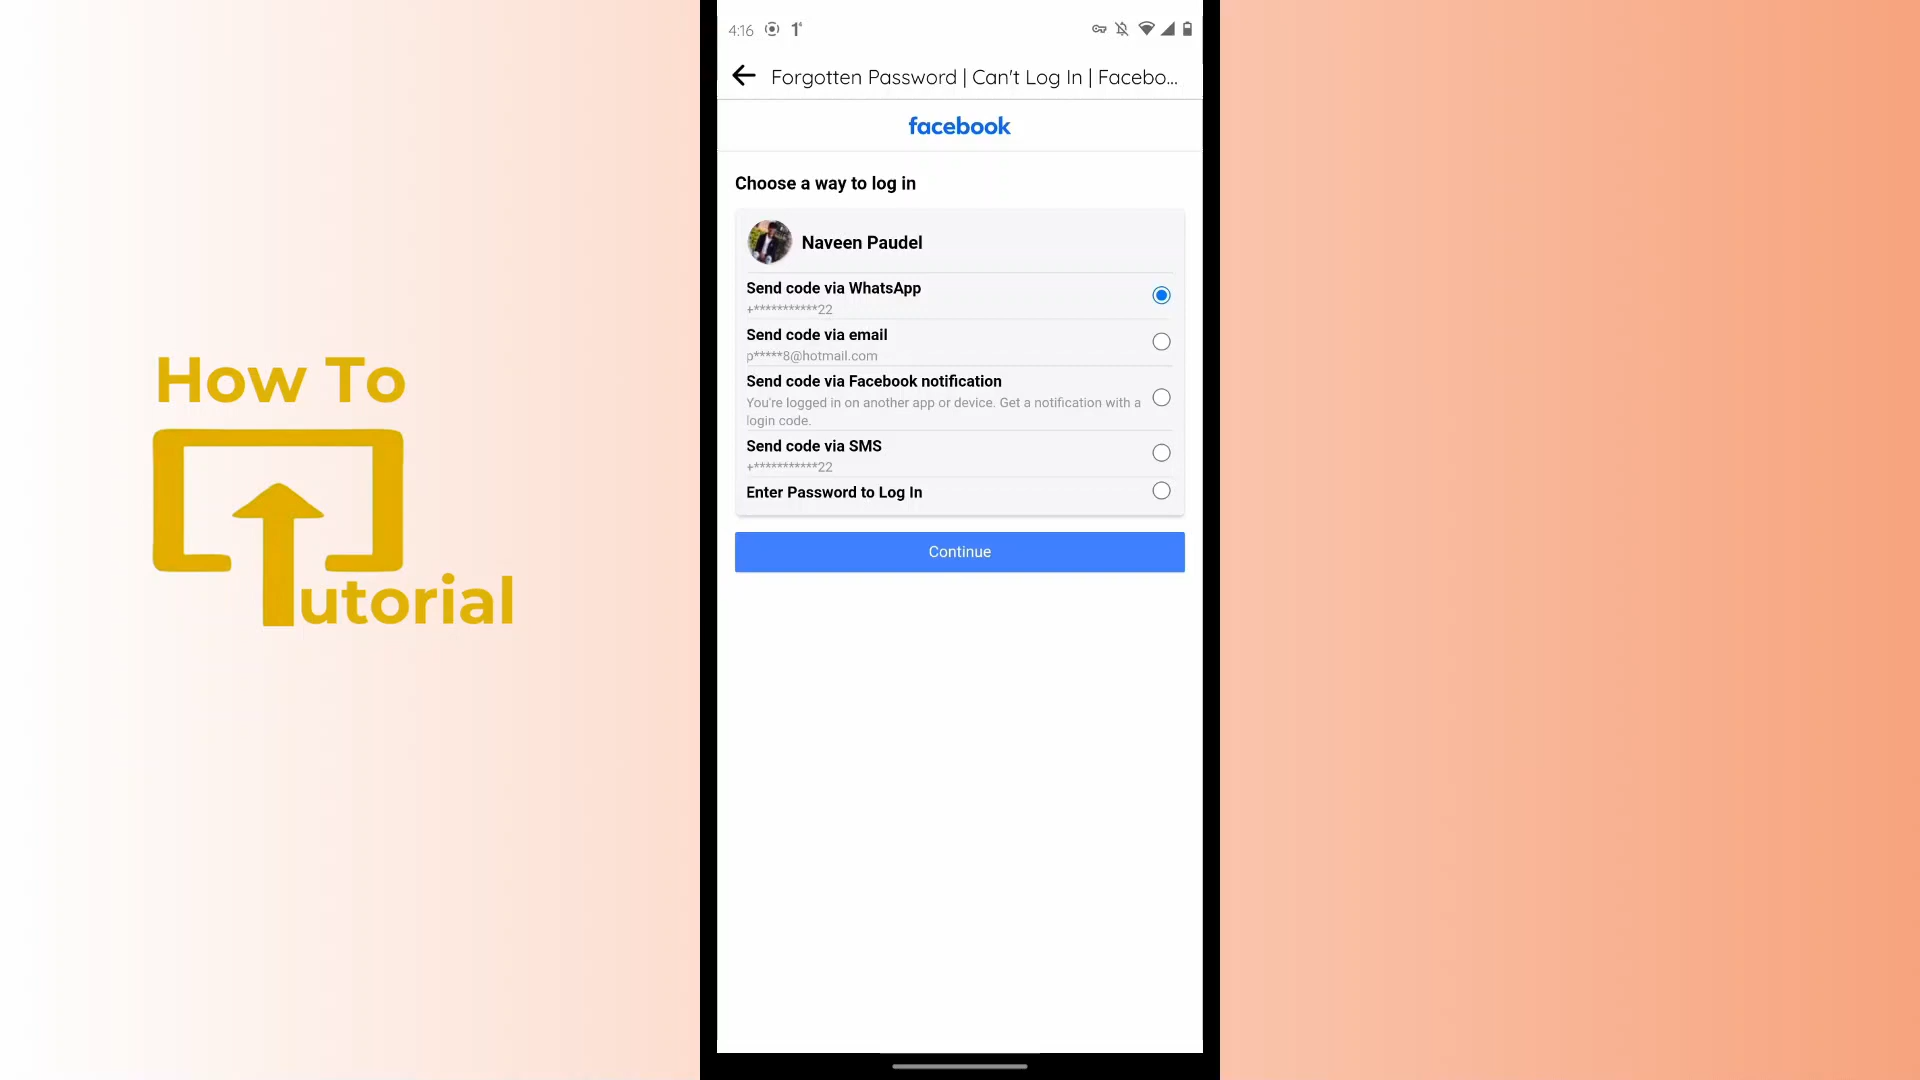 How To
Tutorial
4:16
Forgotten Password | Can't Log In | Facebo...
facebook
Choose a way to log in
Naveen Paudel
Send code via WhatsApp
+***********22
Send code via email
p*****8@hotmail.com
Send code via Facebook notification
You're logged in on another app or device. Get a notification with a
login code.
Send code via SMS
+***********22
Enter Password to Log In
Continue